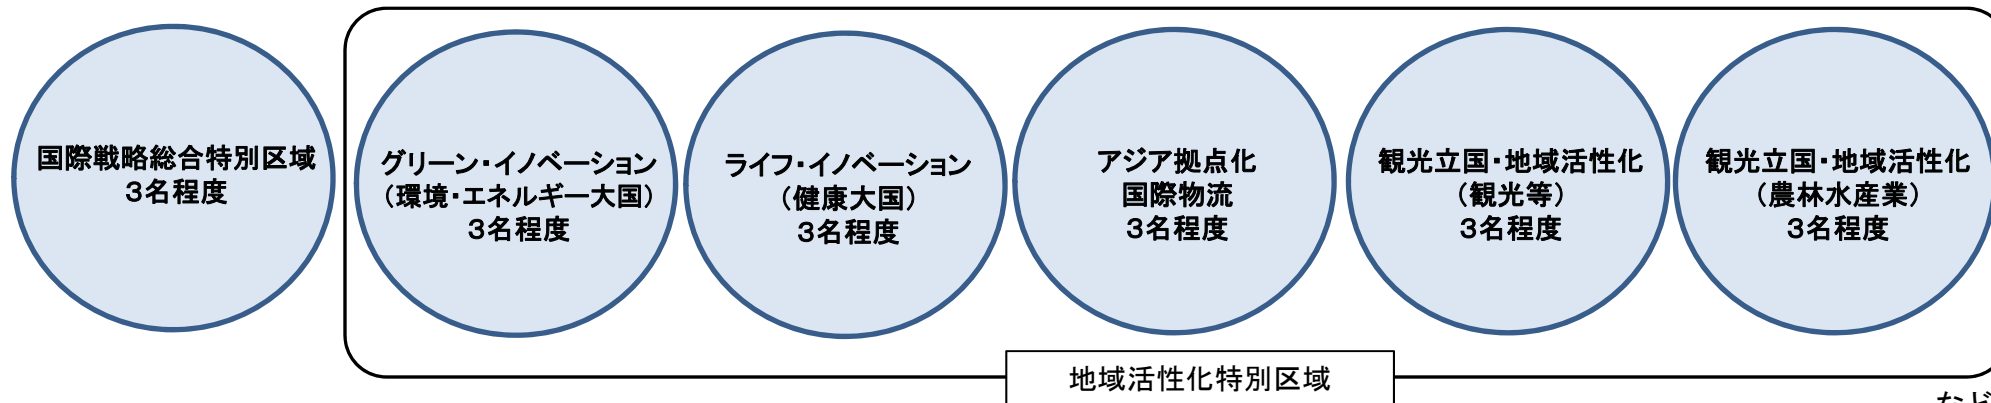 国際戦略総合特別区域
３名程度
グリーン・イノベーション
（環境・エネルギー大国）
３名程度
ライフ・イノベーション
（健康大国）
３名程度
アジア拠点化
国際物流
３名程度
観光立国・地域活性化
（観光等）
３名程度
観光立国・地域活性化
（農林水産業）
３名程度
地域活性化特別区域
など